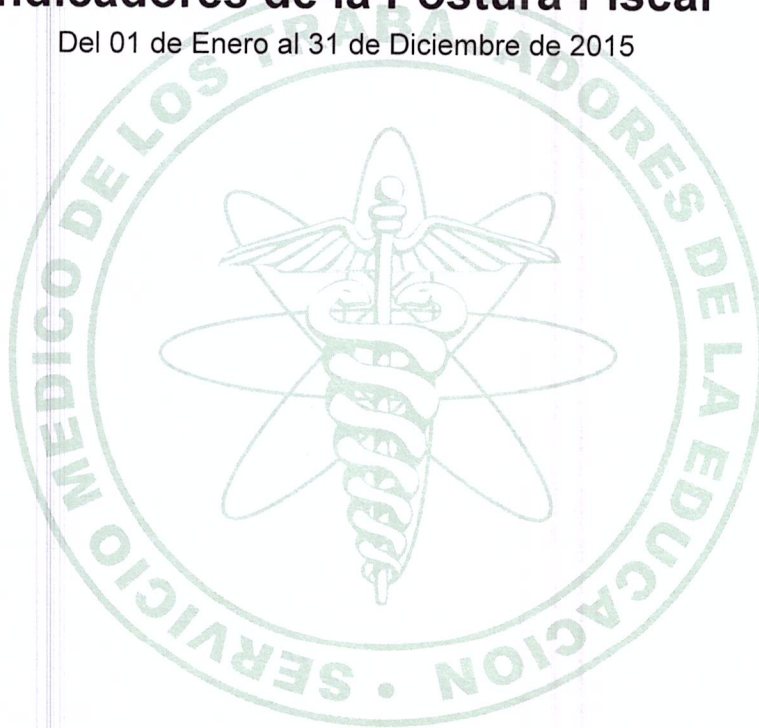 ndicadores de la Postura Fiscal
Del 01 de Enero al 31 de Diciembre de 2015
SERVICIO MEDICO DE LOS TRABAJADORES DE LA EDUCACION •